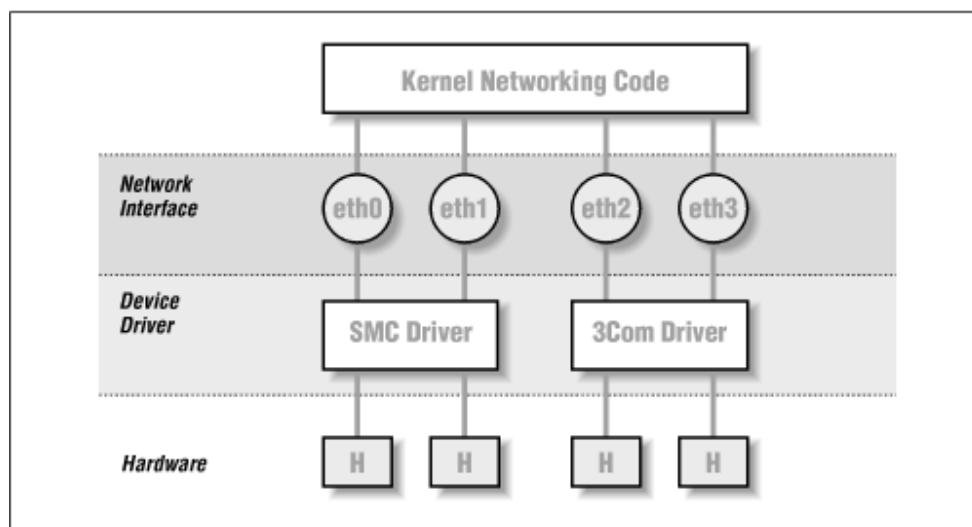 Kernel Networking Code
Network
Interface
eth0 eth1 eth2 eth3
Device
Driver
SMC Driver 3Com Driver
Hardware
H H H H